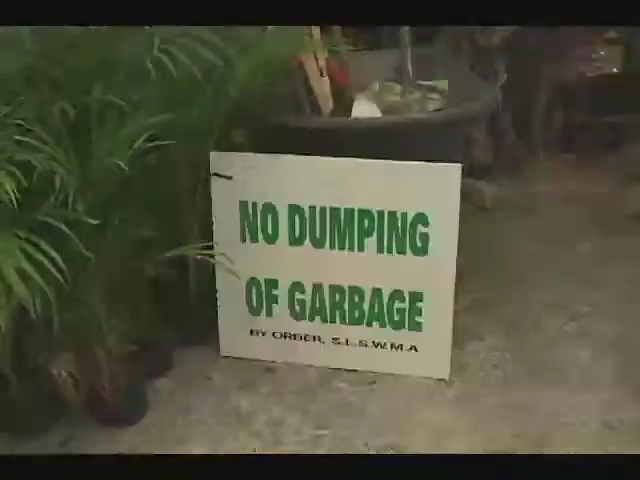 NO DUMPING
OF GARBAGE
BY ORDER, S.L.S.W.M.A